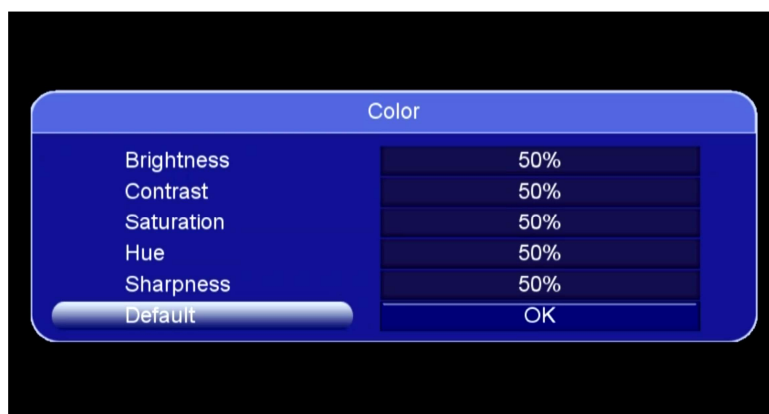 Color
Brightness 50%
Contrast 50%
Saturation 50%
Hue 50%
Sharpness 50%
Default OK